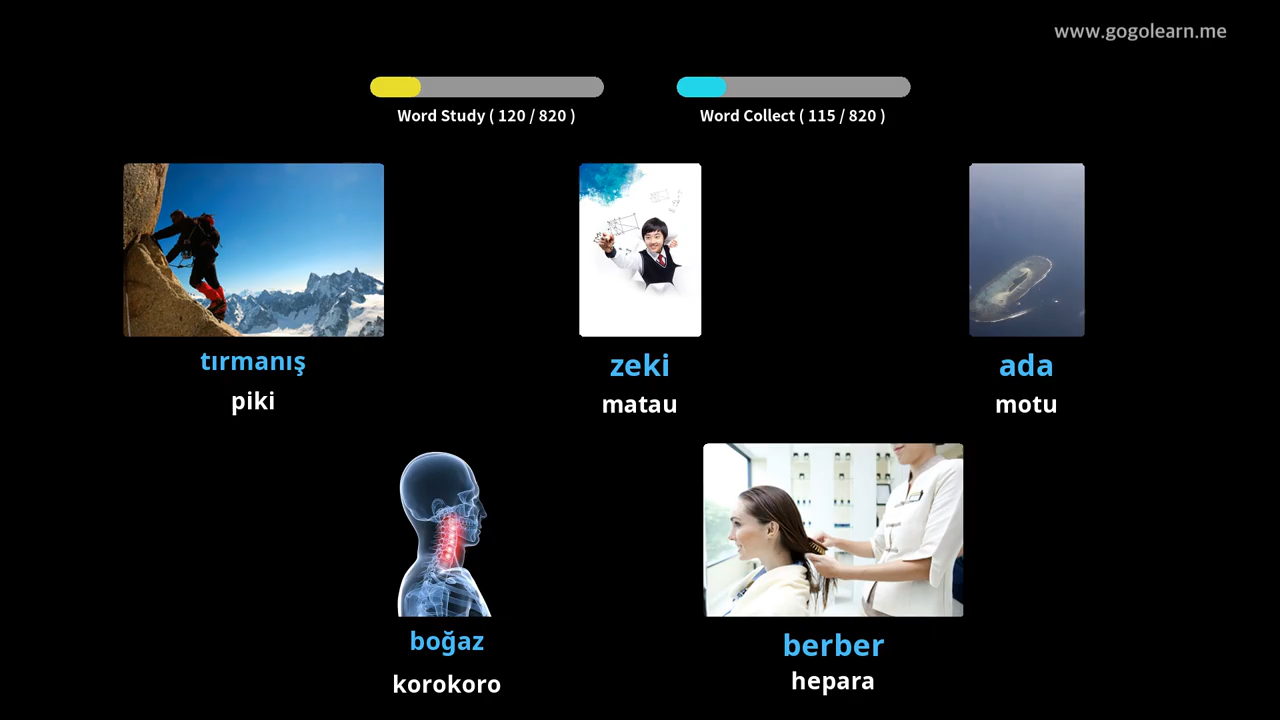 www.gogolearn.me
Word Study ( 120 / 820 )
Word Collect ( 115 / 820 )
tırmanış
piki
zeki
matau
ada
motu
boğaz
korokoro
berber
hepara